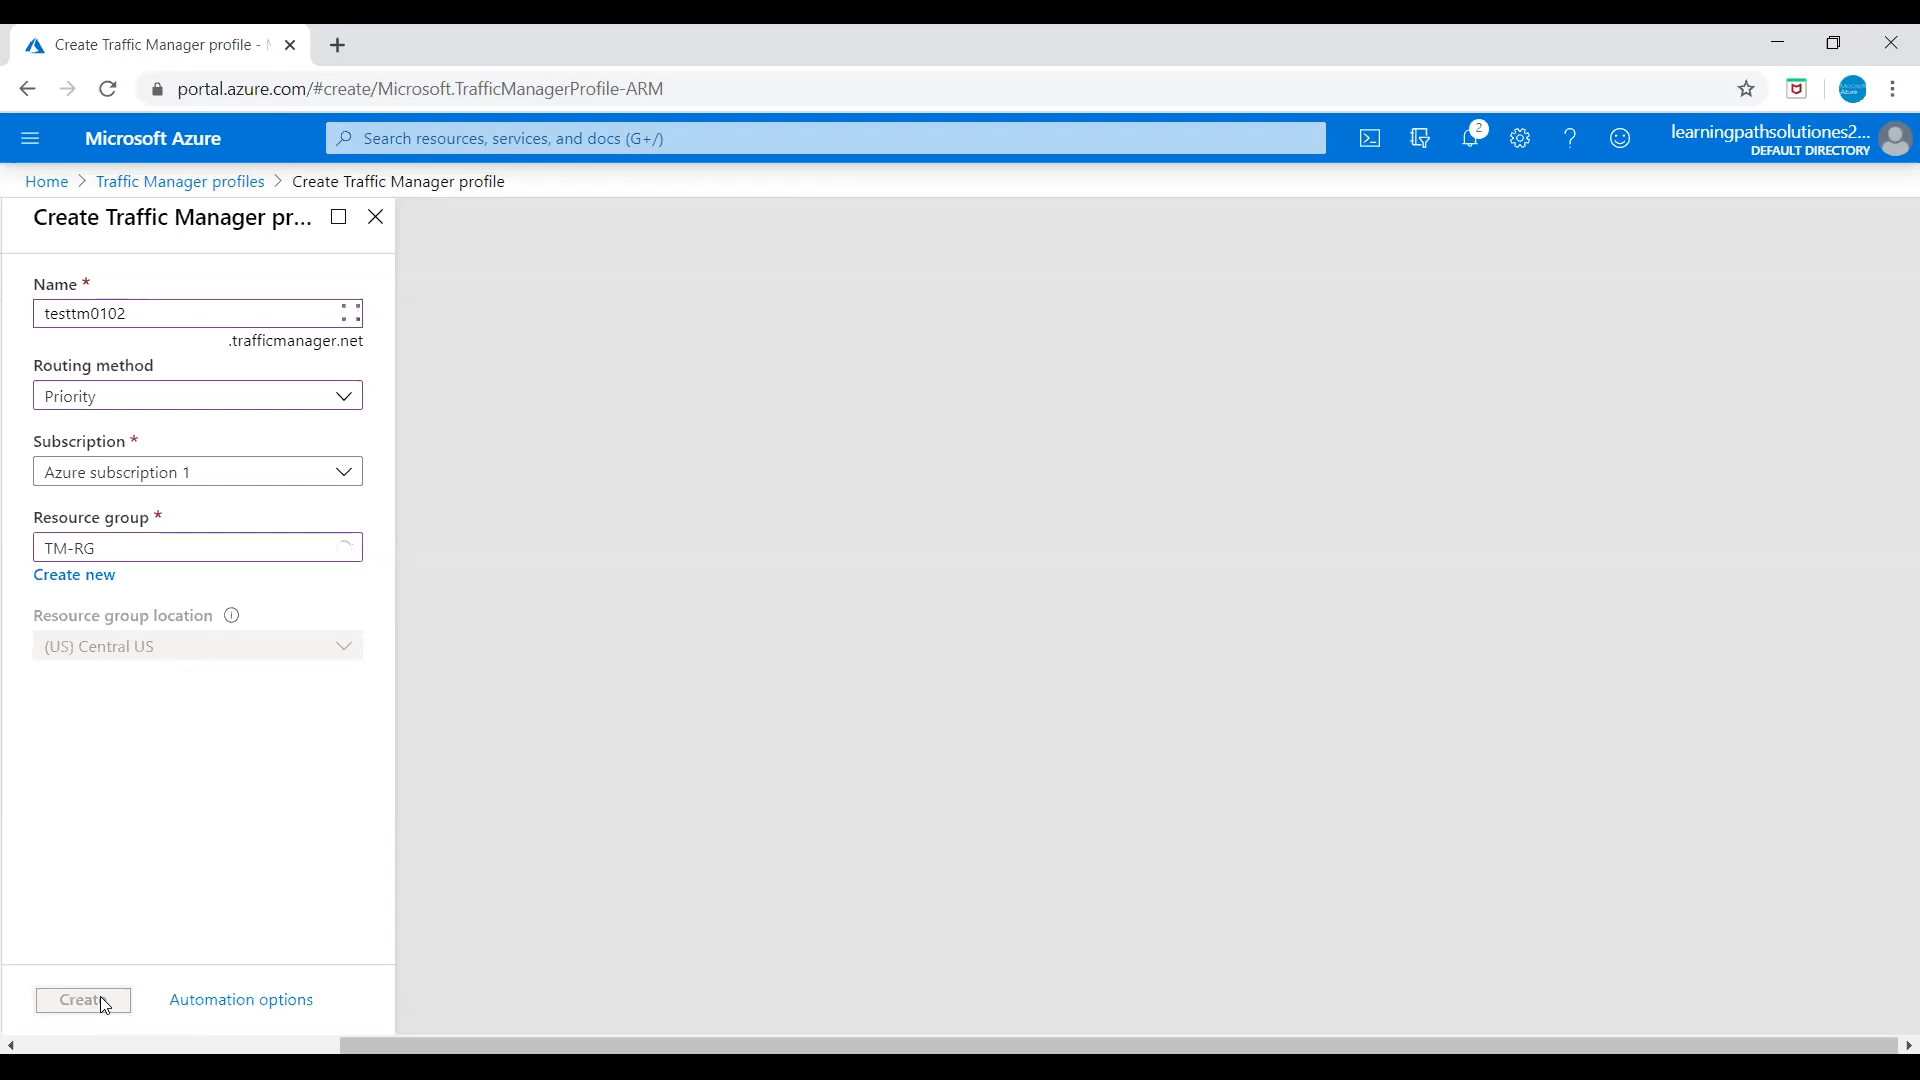 Create Traffic Manager profile -
portal.azure.com/#create/Microsoft.TrafficManagerProfile-ARM
Microsoft Azure
Search resources, services, and docs (G+/)
2
learningpathsolutiones2...
DEFAULT DIRECTORY
Home > Traffic Manager profiles > Create Traffic Manager profile
Create Traffic Manager pr...
Name *
testtm0102
.trafficmanager.net
Routing method
Priority
Subscription *
Azure subscription 1
Resource group *
TM-RG
Create new
Resource group location
(US) Central US
Create
Automation options